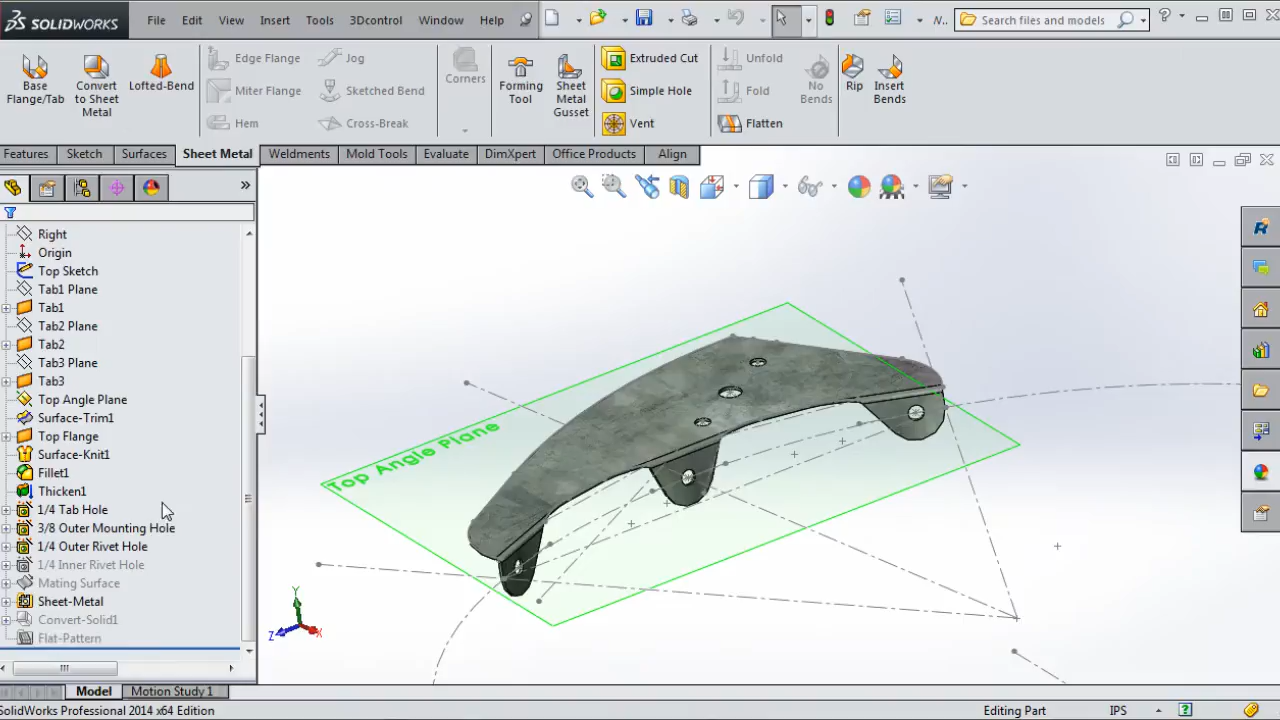 SOLIDWORKS File Edit View Insert Tools 3Dcontrol Window Help N.. Search files and models
Base Flange/Tab
Convert to Sheet Metal
Lofted-Bend
Edge Flange
Miter Flange
Hem
Jog
Sketched Bend
Cross-Break
Corners
Forming Tool
Sheet Metal Gusset
Extruded Cut
Simple Hole
Vent
Unfold
Fold
Flatten
No Bends
Rip
Insert Bends
Features Sketch Surfaces Sheet Metal Weldments Mold Tools Evaluate DimXpert Office Products Align
Right
Origin
Top Sketch
Tab1 Plane
Tab1
Tab2 Plane
Tab2
Tab3 Plane
Tab3
Top Angle Plane
Surface-Trim1
Top Flange
Surface-Knit1
Fillet1
Thicken1
1/4 Tab Hole
3/8 Outer Mounting Hole
1/4 Outer Rivet Hole
1/4 Inner Rivet Hole
Mating Surface
Sheet-Metal
Convert-Solid1
Flat-Pattern
Top Angle Plane
Y
Z
X
Model Motion Study 1
SolidWorks Professional 2014 x64 Edition Editing Part IPS